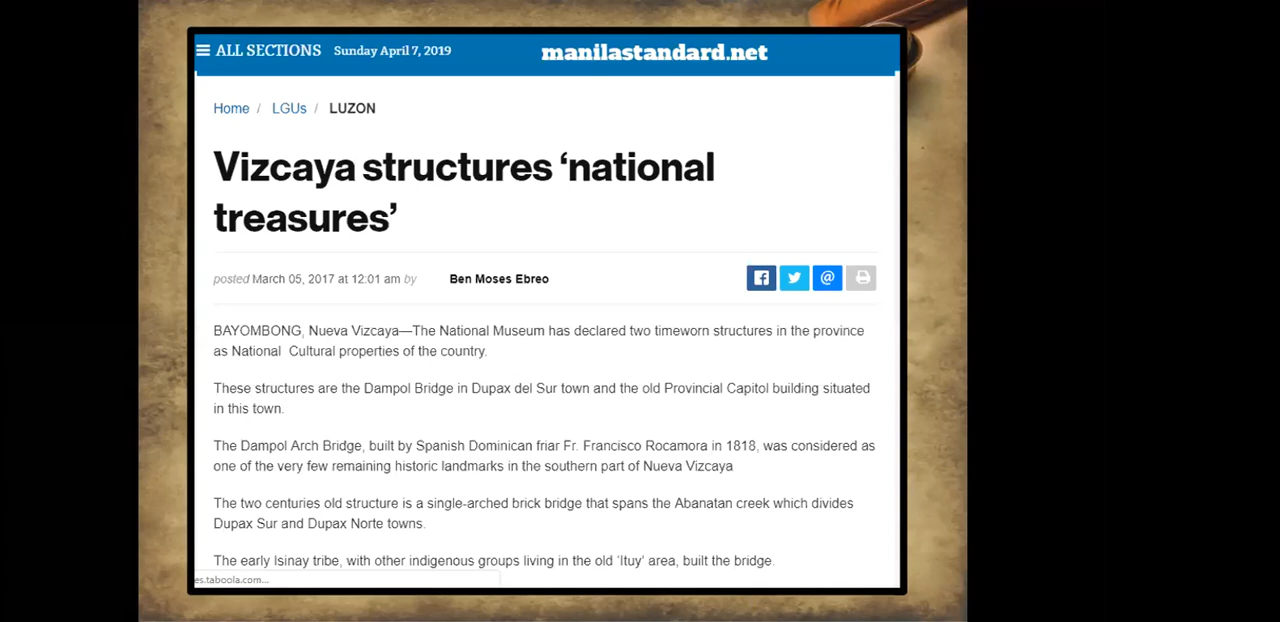 ALL SECTIONS Sunday April 7, 2019 manilastandard.net
Home / LGUs / LUZON
Vizcaya structures ‘national
treasures’
posted March 05, 2017 at 12:01 am by Ben Moses Ebreo
BAYOMBONG, Nueva Vizcaya—The National Museum has declared two timeworn structures in the province
as National Cultural properties of the country.
These structures are the Dampol Bridge in Dupax del Sur town and the old Provincial Capitol building situated
in this town.
The Dampol Arch Bridge, built by Spanish Dominican friar Fr. Francisco Rocamora in 1818, was considered as
one of the very few remaining historic landmarks in the southern part of Nueva Vizcaya
The two centuries old structure is a single-arched brick bridge that spans the Abanatan creek which divides
Dupax Sur and Dupax Norte towns.
The early Isinay tribe, with other indigenous groups living in the old ‘Ituy’ area, built the bridge.
es.taboola.com...